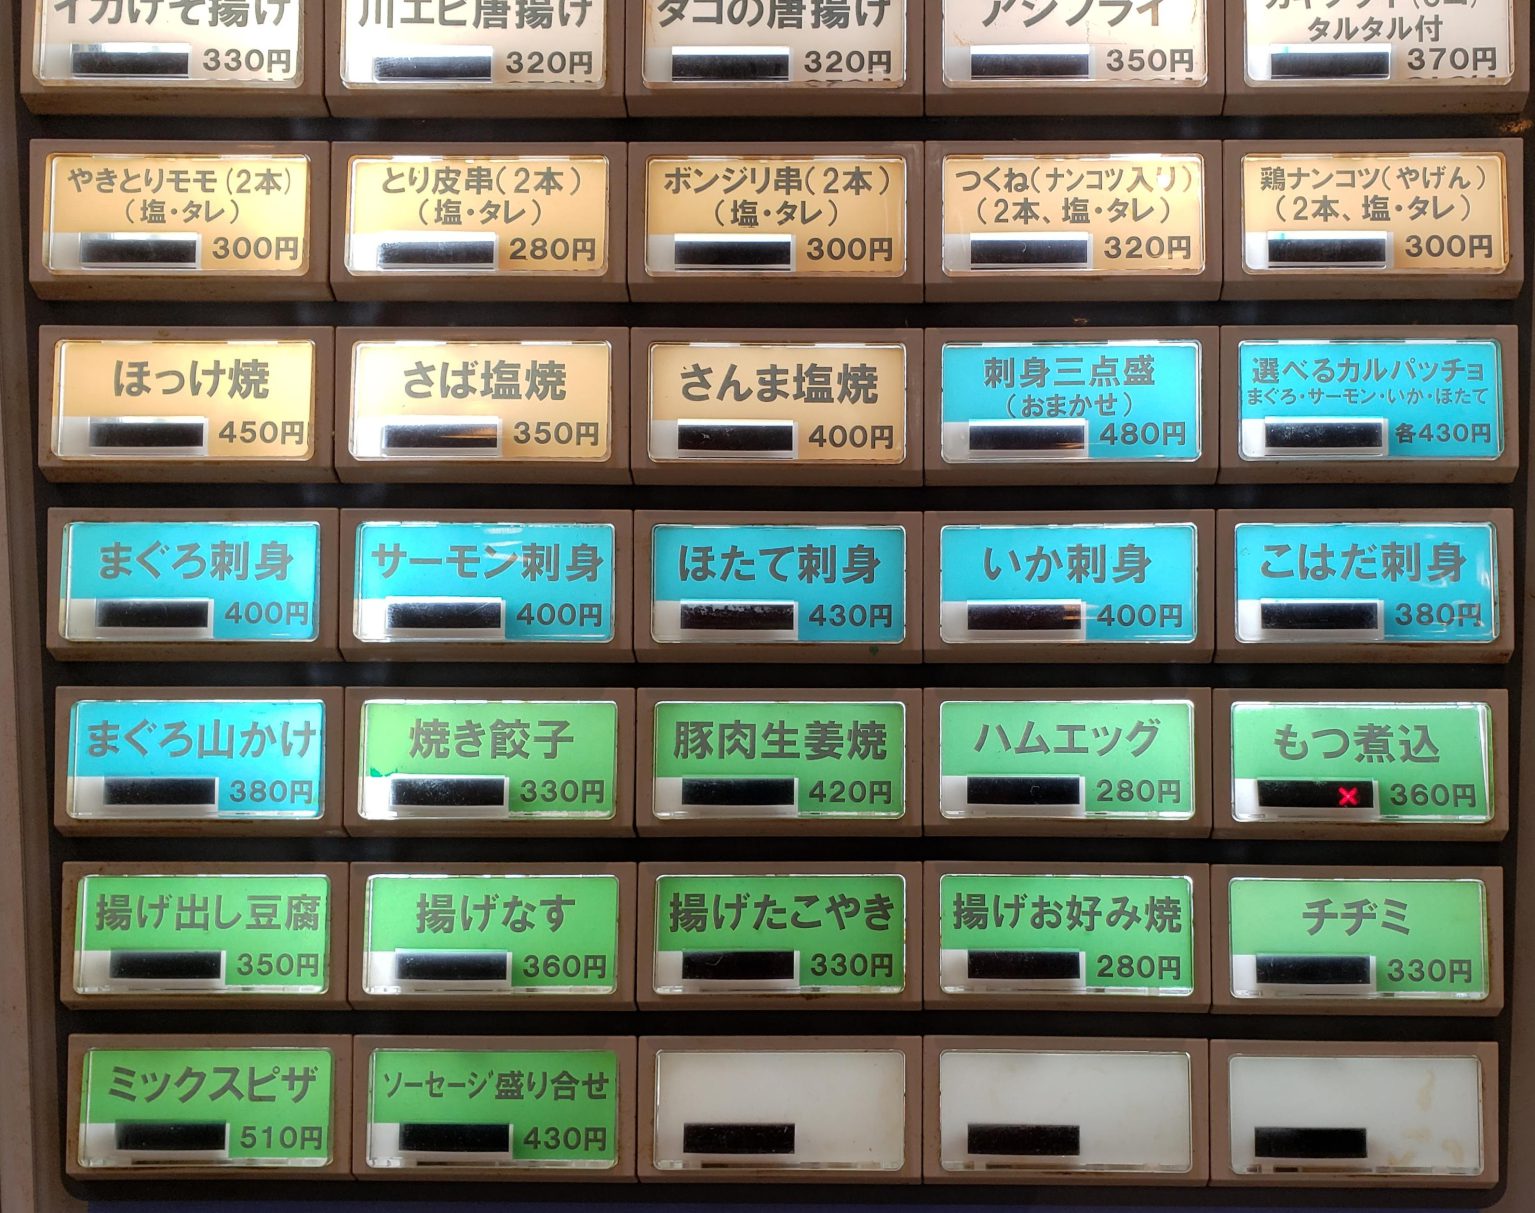 イカげそ揚げ
330円
川エビ唐揚げ
320円
タコの唐揚げ
320円
アジフライ
350円
タルタル付
370円
やきとりモモ(2本)
(塩・タレ)
300円
とり皮串(2本)
(塩・タレ)
280円
ボンジリ串(2本)
(塩・タレ)
300円
つくね(ナンコツ入り)
(2本、塩・タレ)
320円
鶏ナンコツ(やげん)
(2本、塩・タレ)
300円
ほっけ焼
450円
さば塩焼
350円
さんま塩焼
400円
刺身三点盛
(おまかせ)
480円
選べるカルパッチョ
まぐろ・サーモン・いか・ほたて
各430円
まぐろ刺身
400円
サーモン刺身
400円
ほたて刺身
430円
いか刺身
400円
こはだ刺身
380円
まぐろ山かけ
380円
焼き餃子
330円
豚肉生姜焼
420円
ハムエッグ
280円
もつ煮込
× 360円
揚げ出し豆腐
350円
揚げなす
360円
揚げたこやき
330円
揚げお好み焼
280円
チヂミ
330円
ミックスピザ
510円
ソーセージ盛り合せ
430円